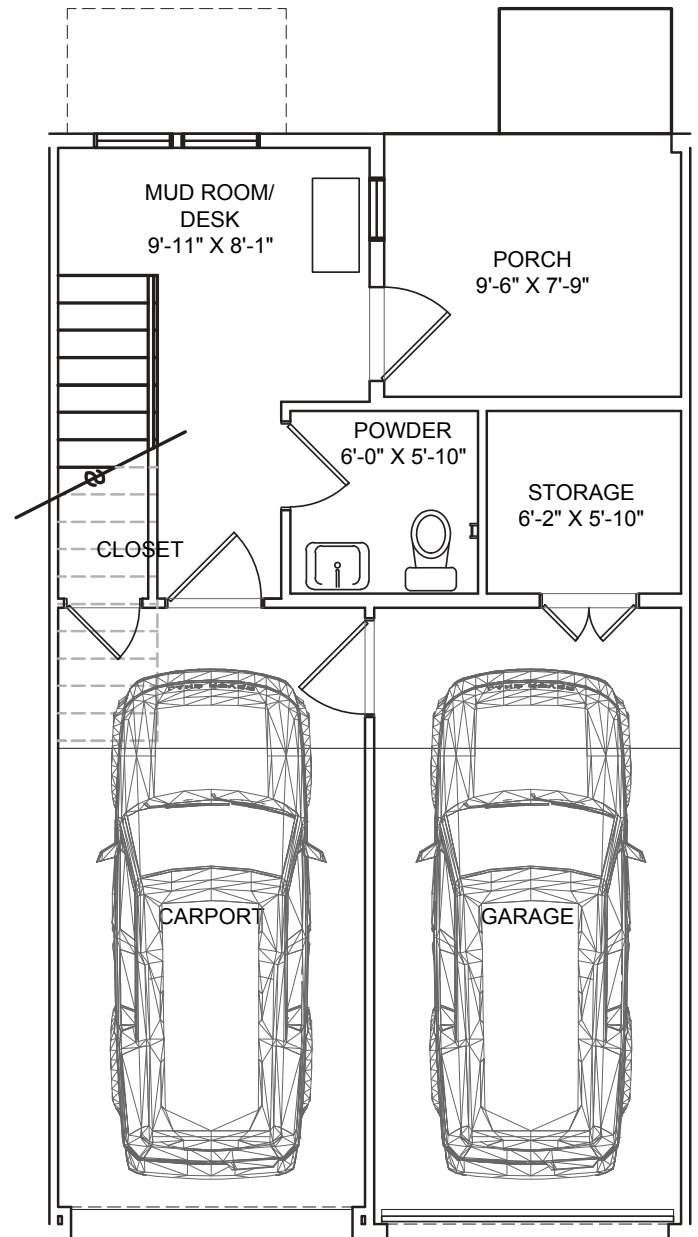 MUD ROOM/
DESK
9'-11" X 8'-1"
PORCH
9'-6" X 7'-9"
POWDER
6'-0" X 5'-10"
STORAGE
6'-2" X 5'-10"
CLOSET
CARPORT
GARAGE